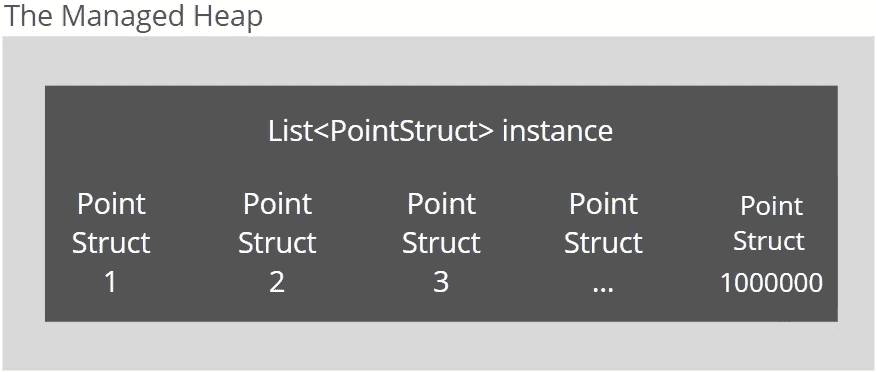 The Managed Heap
List<PointStruct> instance
Point Point Point Point Point
Struct Struct Struct Struct Struct
1 2 3 ... 1000000